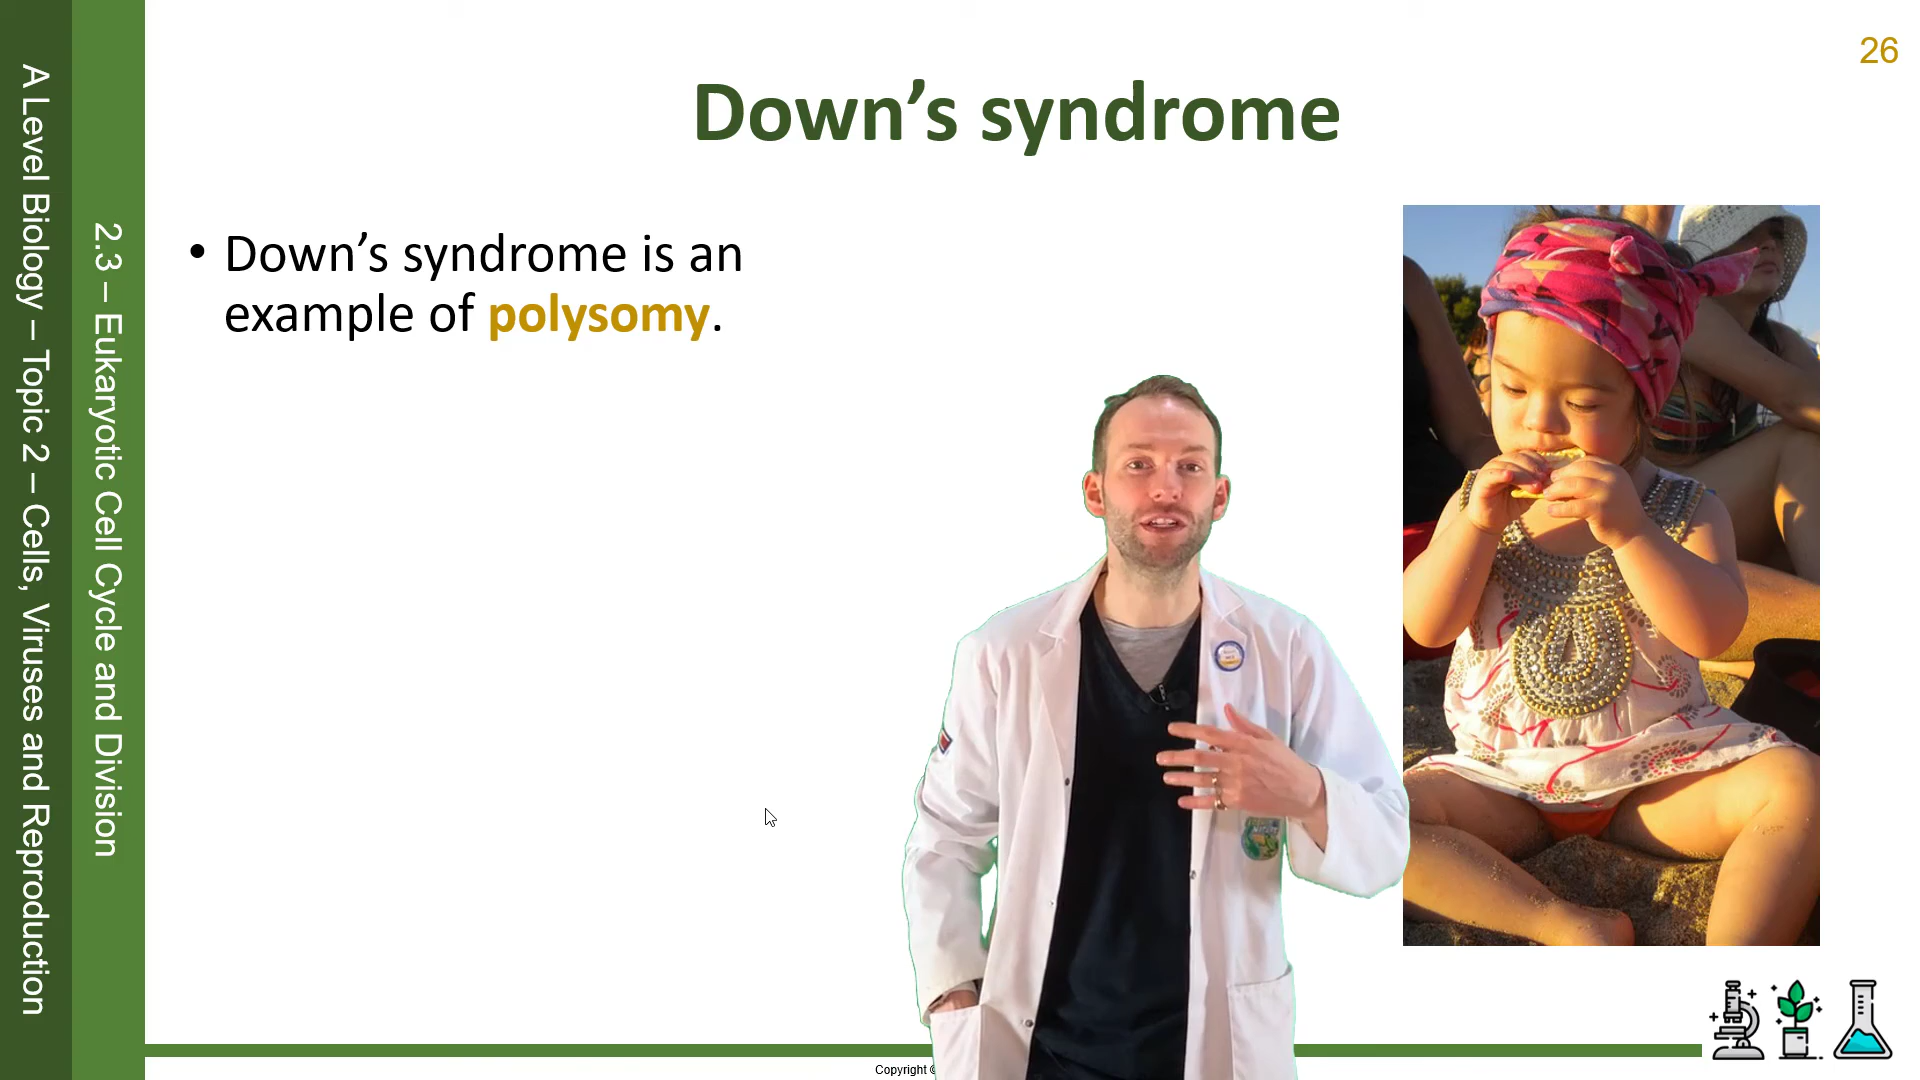 26
Down’s syndrome
• Down’s syndrome is an
example of polysomy.
A Level Biology – Topic 2 – Cells, Viruses and Reproduction
2.3 – Eukaryotic Cell Cycle and Division
Copyright ©